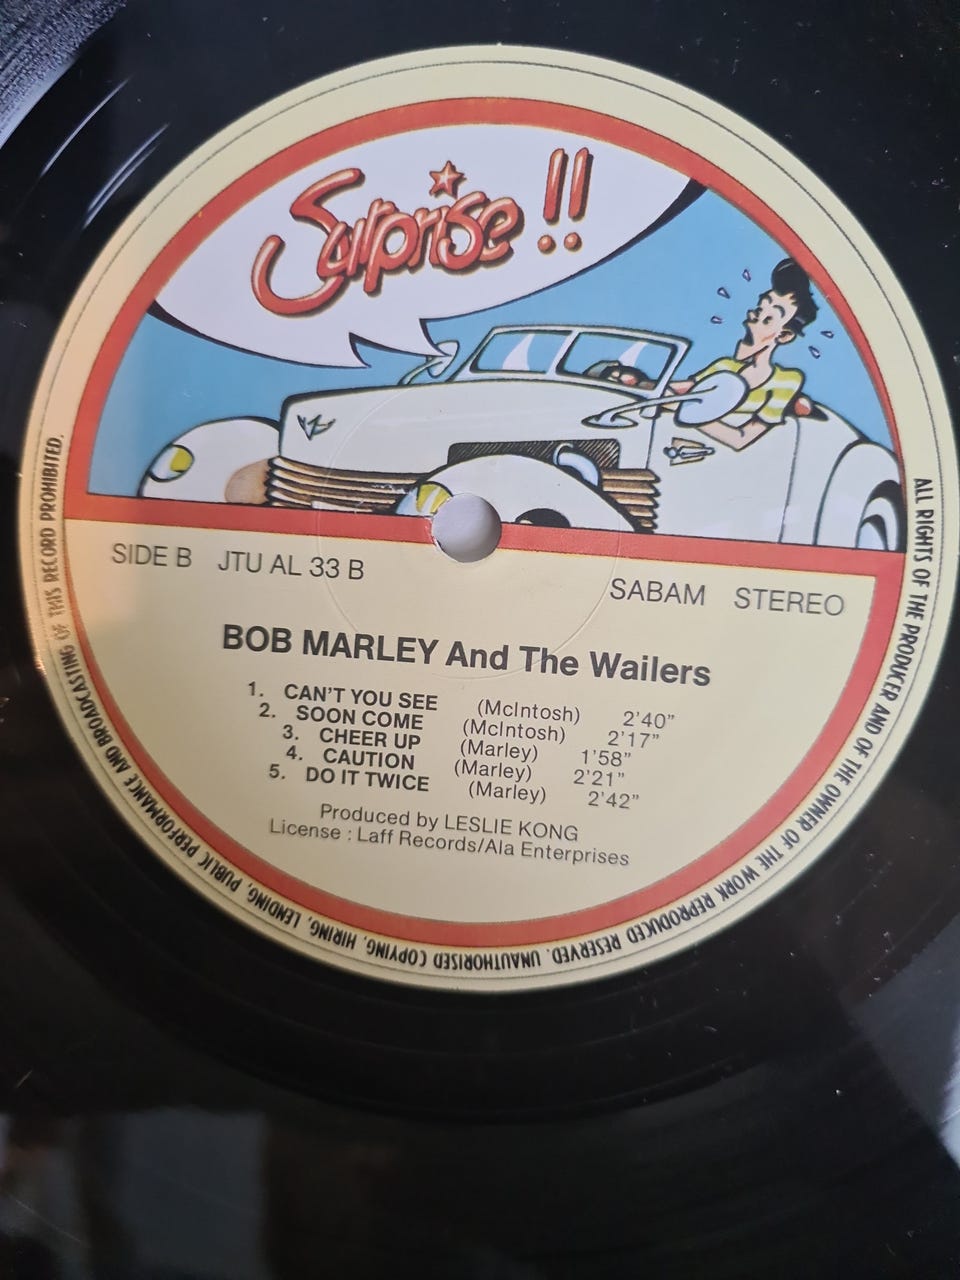 Surprise!!
SIDE B JTU AL 33 B
SABAM STEREO
BOB MARLEY And The Wailers
1. CAN'T YOU SEE (McIntosh) 2'40"
2. SOON COME (McIntosh) 2'17"
3. CHEER UP (Marley) 1'58"
4. CAUTION (Marley) 2'21"
5. DO IT TWICE (Marley) 2'42"
Produced by LESLIE KONG
License : Laff Records/Ala Enterprises
ALL RIGHTS OF THE PRODUCER AND OF THE OWNER OF THE WORK REPRODUCED RESERVED. UNAUTHORISED COPYING, HIRING, LENDING, PUBLIC PERFORMANCE AND BROADCASTING OF THIS RECORD PROHIBITED.